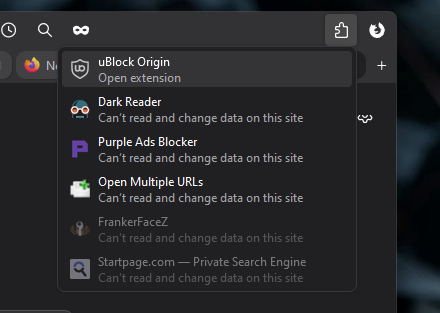 Ne
uBlock Origin
Open extension
Dark Reader
Can't read and change data on this site
Purple Ads Blocker
Can't read and change data on this site
Open Multiple URLs
Can't read and change data on this site
FrankerFaceZ
Can't read and change data on this site
Startpage.com — Private Search Engine
Can't read and change data on this site